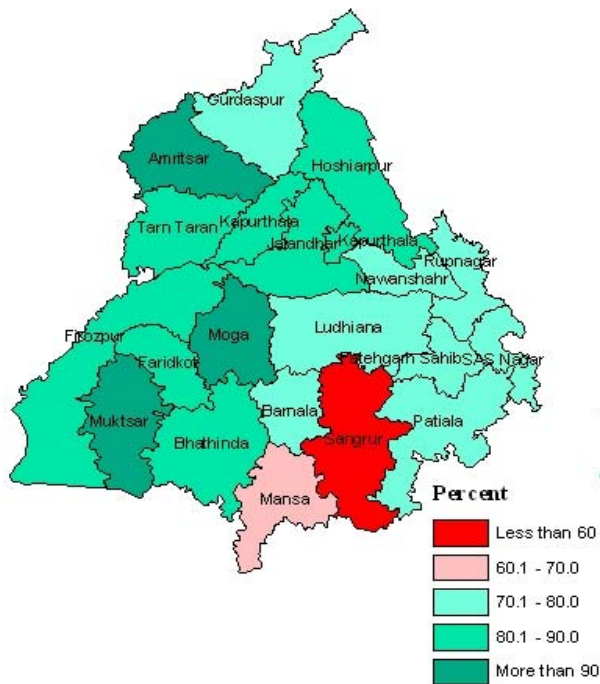 Gurdaspur
Amritsar
Hoshiarpur
Tarn Taran
Kapurthala
Jalandhar
Kapurthala
Rupnagar
Nawanshahr
Firozpur
Moga
Ludhiana
Faridkot
Fatehgarh Sahib
SAS Nagar
Muktsar
Bhathinda
Barnala
Sangrur
Patiala
Mansa
Percent
Less than 60
60.1 - 70.0
70.1 - 80.0
80.1 - 90.0
More than 90